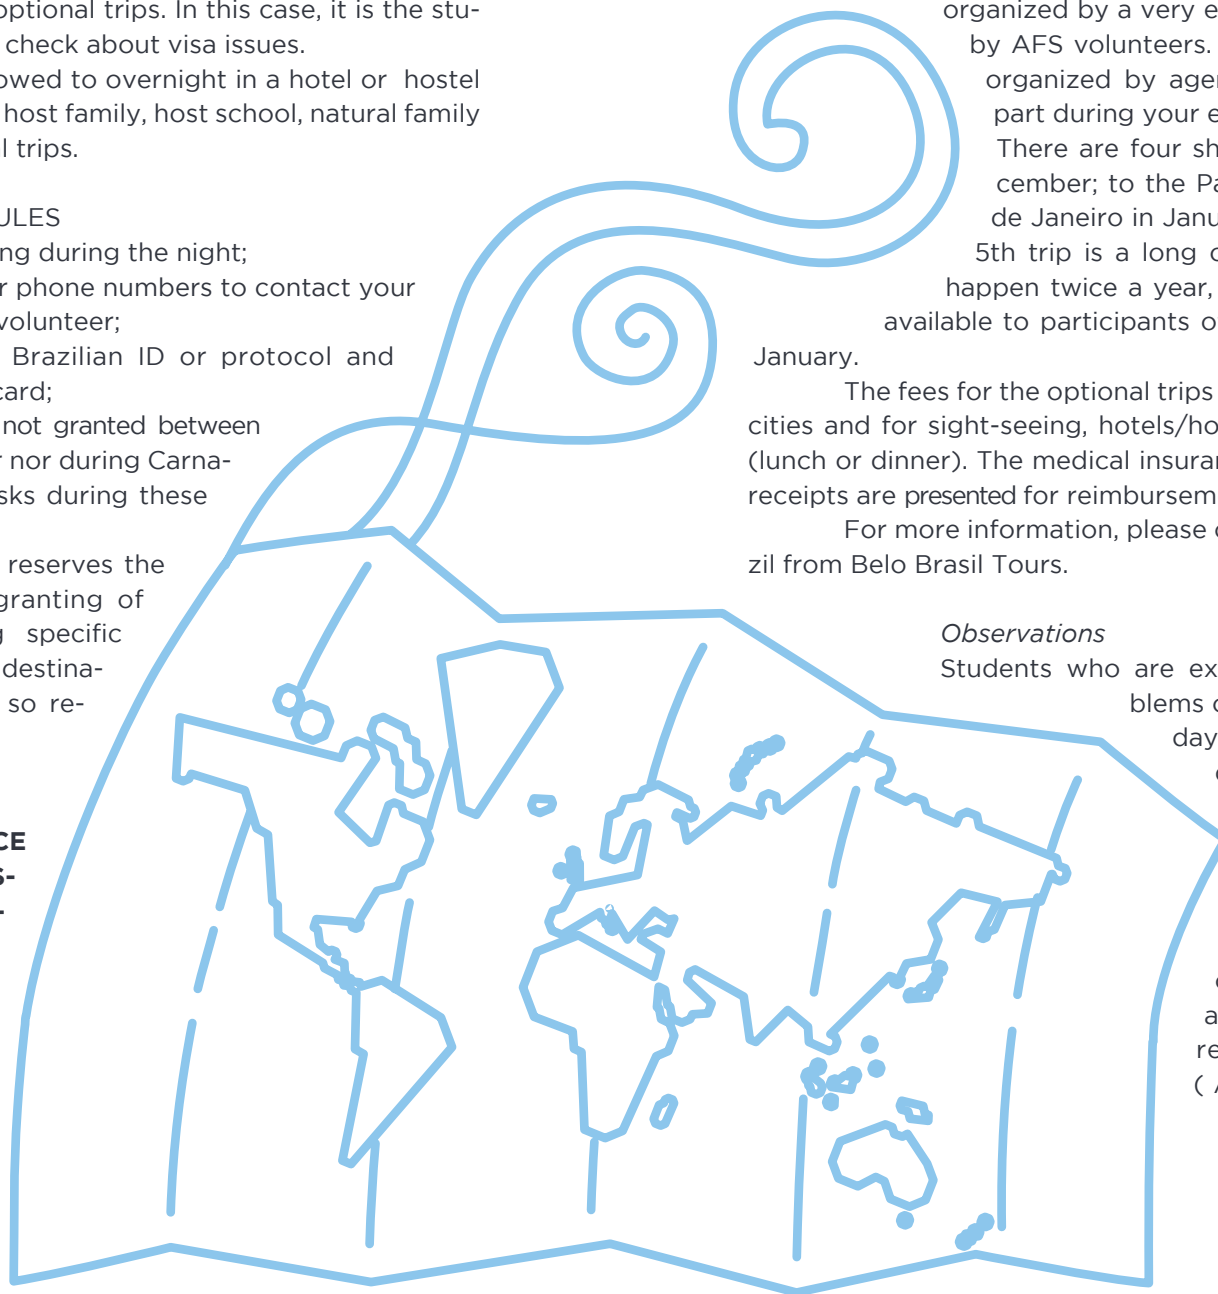 optional trips. In this case, it is the stu-
check about visa issues.
owed to overnight in a hotel or hostel
host family, host school, natural family
l trips.
ULES
ng during the night;
r phone numbers to contact your
volunteer;
Brazilian ID or protocol and
card;
not granted between
r nor during Carna-
sks during these
reserves the
granting of
g specific
destina-
so re-
CE
S-
-
organized by a very e
by AFS volunteers.
organized by agen
part during your e
There are four sh
cember; to the Pa
de Janeiro in Janu
5th trip is a long o
happen twice a year,
available to participants o
January.
The fees for the optional trips
cities and for sight-seeing, hotels/ho
(lunch or dinner). The medical insuran
receipts are presented for reimbursem
For more information, please c
zil from Belo Brasil Tours.
Observations
Students who are ex
blems o
day
a
re
( A